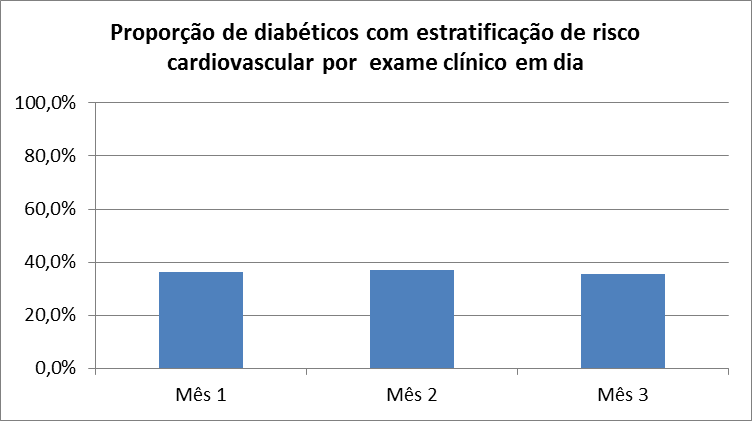 Proporção de diabéticos com estratificação de risco
cardiovascular por exame clínico em dia
100,0%
80,0%
60,0%
40,0%
20,0%
0,0%
Mês 1
Mês 2
Mês 3